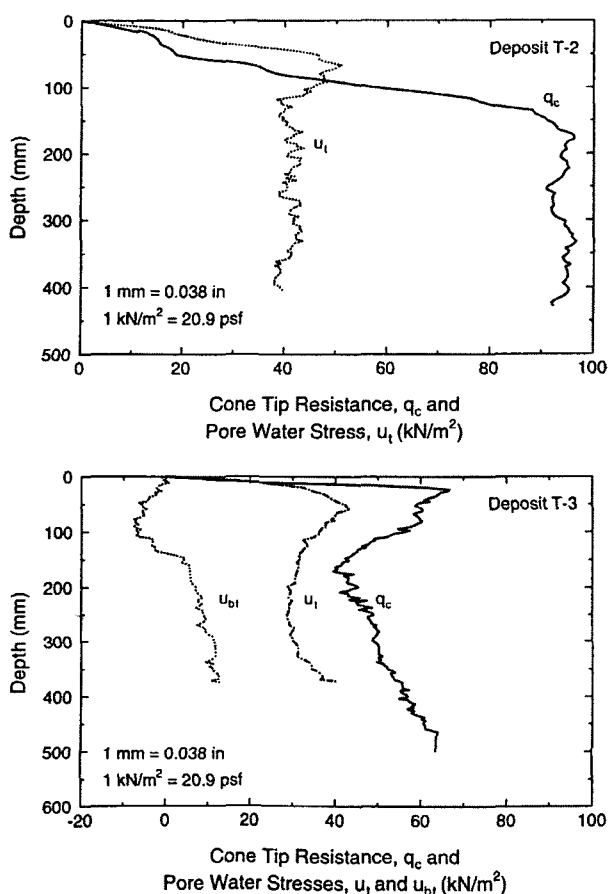 0
100
200
300
400
500
Depth (mm)
Deposit T-2
q_c
u_t
1 mm = 0.038 in
1 kN/m² = 20.9 psf
0 20 40 60 80 100
Cone Tip Resistance, q_c and
Pore Water Stress, u_t (kN/m²)
0
100
200
300
400
500
600
Depth (mm)
Deposit T-3
u_bt
u_t
q_c
1 mm = 0.038 in
1 kN/m² = 20.9 psf
-20 0 20 40 60 80 100
Cone Tip Resistance, q_c and
Pore Water Stresses, u_t and u_bt (kN/m²)